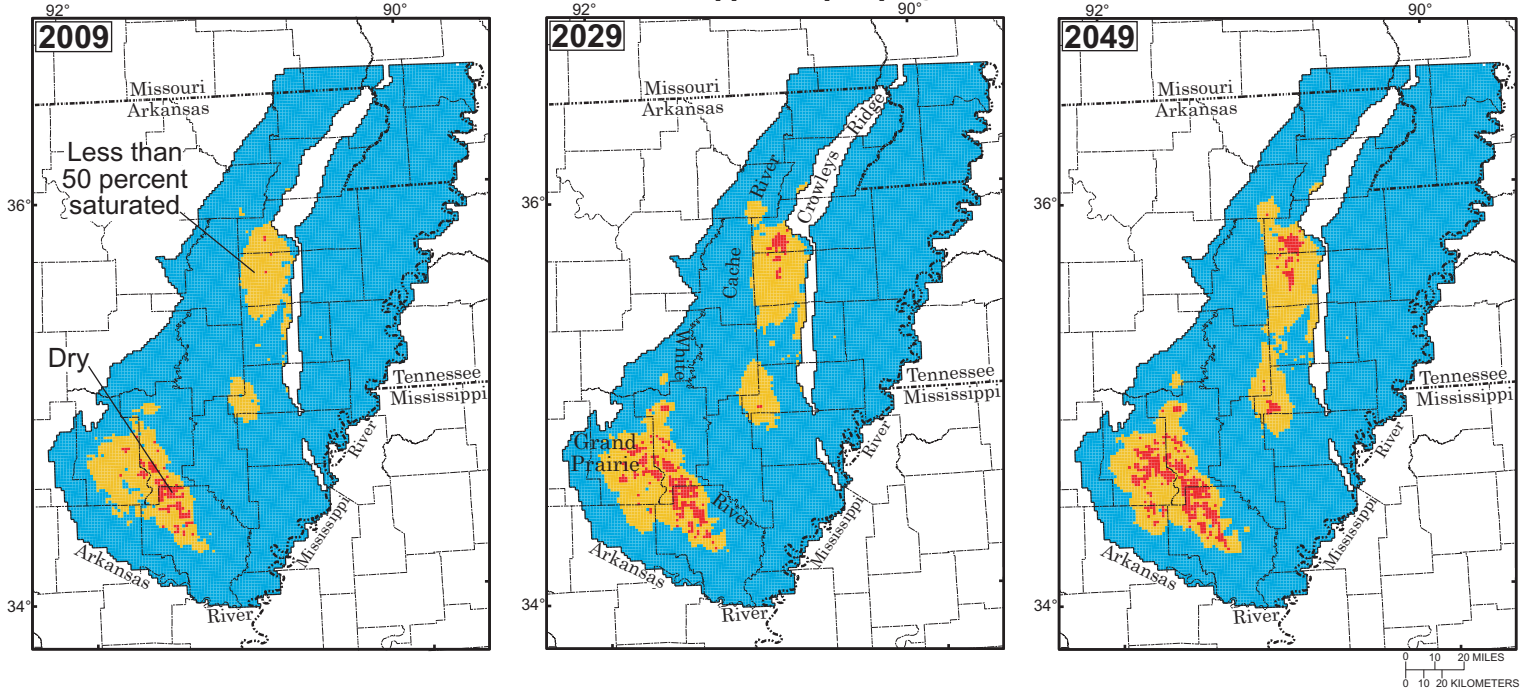 92°
90°
2009
Missouri
Arkansas
Less than
50 percent
saturated
36°
Dry
Tennessee
Mississippi
River
Mississippi
Arkansas
River
34°
92°
90°
2029
Missouri
Arkansas
Ridge
Crowleys
River
Cache
36°
White
Tennessee
Mississippi
Grand
Prairie
River
River
Mississippi
Arkansas
River
34°
92°
90°
2049
Missouri
Arkansas
36°
Tennessee
Mississippi
River
Mississippi
Arkansas
River
34°
0 10 20 MILES
0 10 20 KILOMETERS